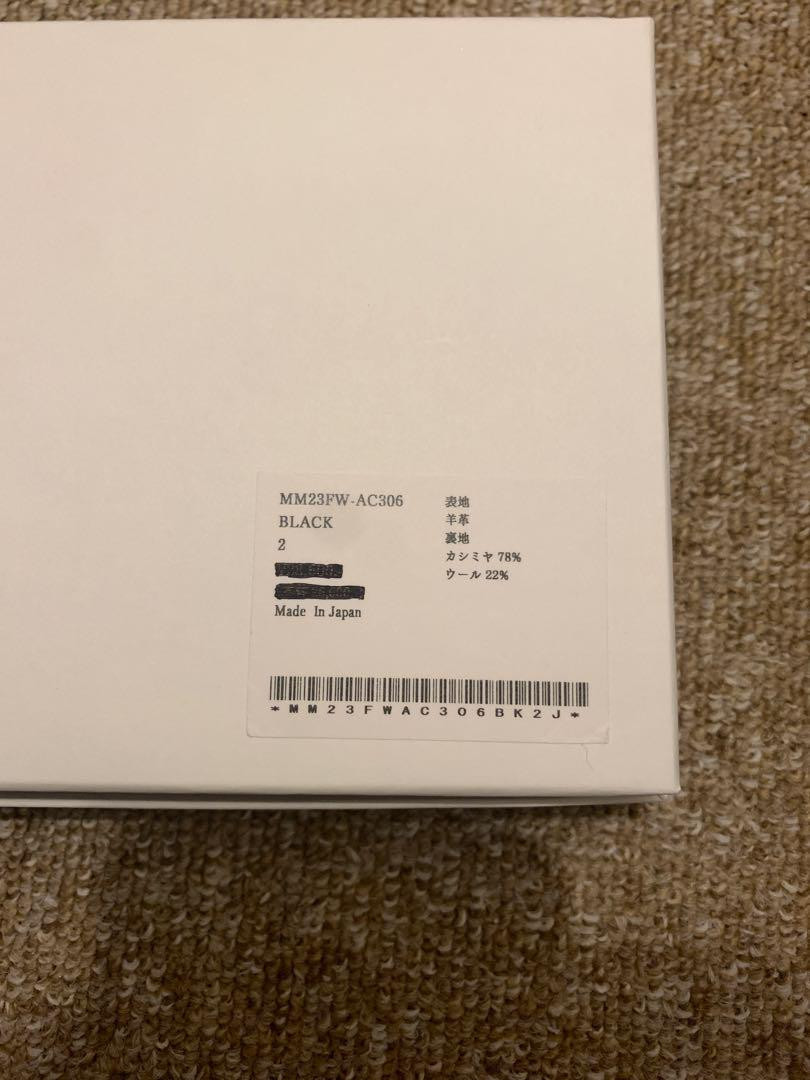 MM23FW-AC306
BLACK
2
Made In Japan
表地
羊革
裏地
カシミヤ 78%
ウール 22%
*MM23FWAC306BK2J*